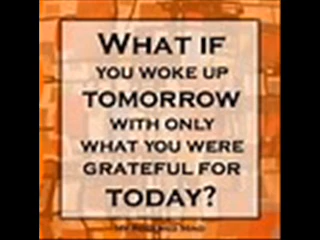 WHAT IF
YOU WOKE UP
TOMORROW
WITH ONLY
WHAT YOU WERE
GRATEFUL FOR
TODAY?